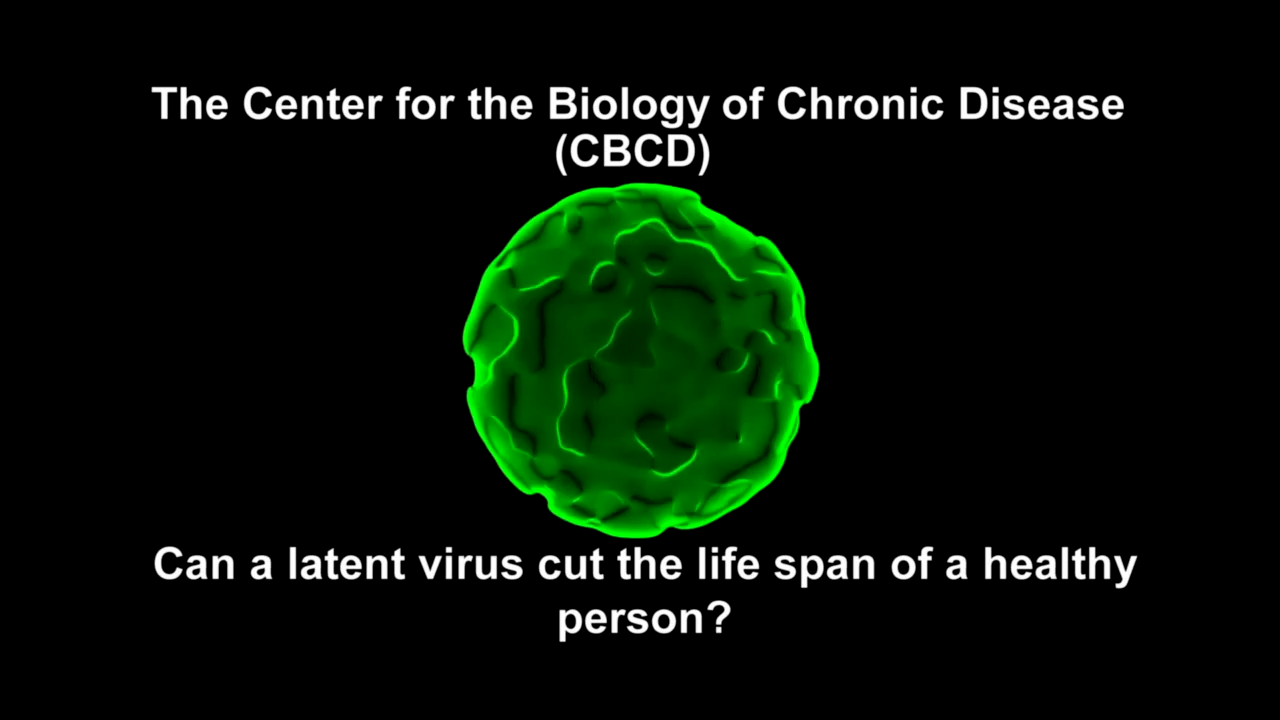 The Center for the Biology of Chronic Disease
(CBCD)
Can a latent virus cut the life span of a healthy
person?